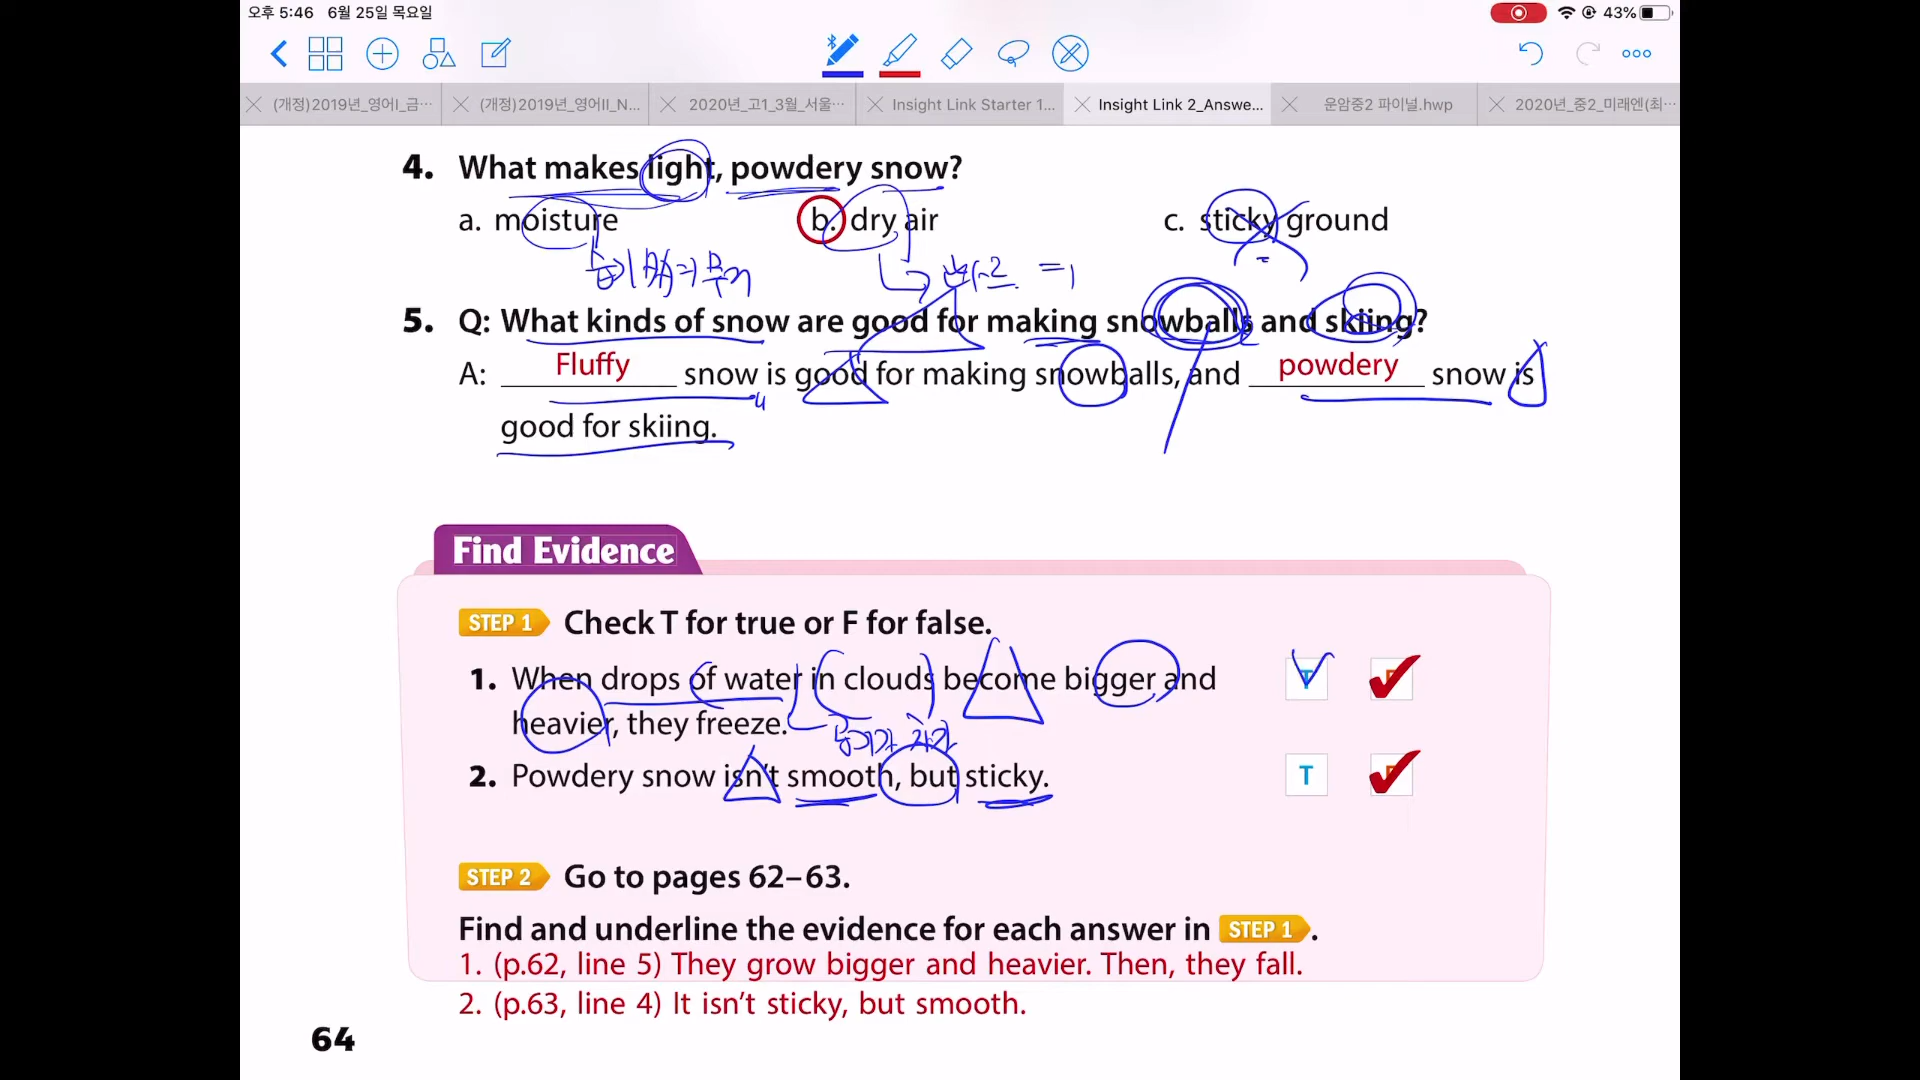 오후 5:46 6월 25일 목요일 43%
(개정)2019년_영어I_금… (개정)2019년_영어II_N... 2020년_고1_3월_서울… Insight Link Starter 1... Insight Link 2_Answe... 운암중2 파이널.hwp 2020년_중2_미래엔(최…
4. What makes light, powdery snow?
a. moisture b. dry air c. sticky ground
5. Q: What kinds of snow are good for making snowballs and skiing?
A: Fluffy snow is good for making snowballs, and powdery snow is
good for skiing.
Find Evidence
STEP 1 Check T for true or F for false.
1. When drops of water in clouds become bigger and T
heavier, they freeze.
2. Powdery snow isn't smooth, but sticky. T
STEP 2 Go to pages 62–63.
Find and underline the evidence for each answer in STEP 1.
1. (p.62, line 5) They grow bigger and heavier. Then, they fall.
2. (p.63, line 4) It isn't sticky, but smooth.
64